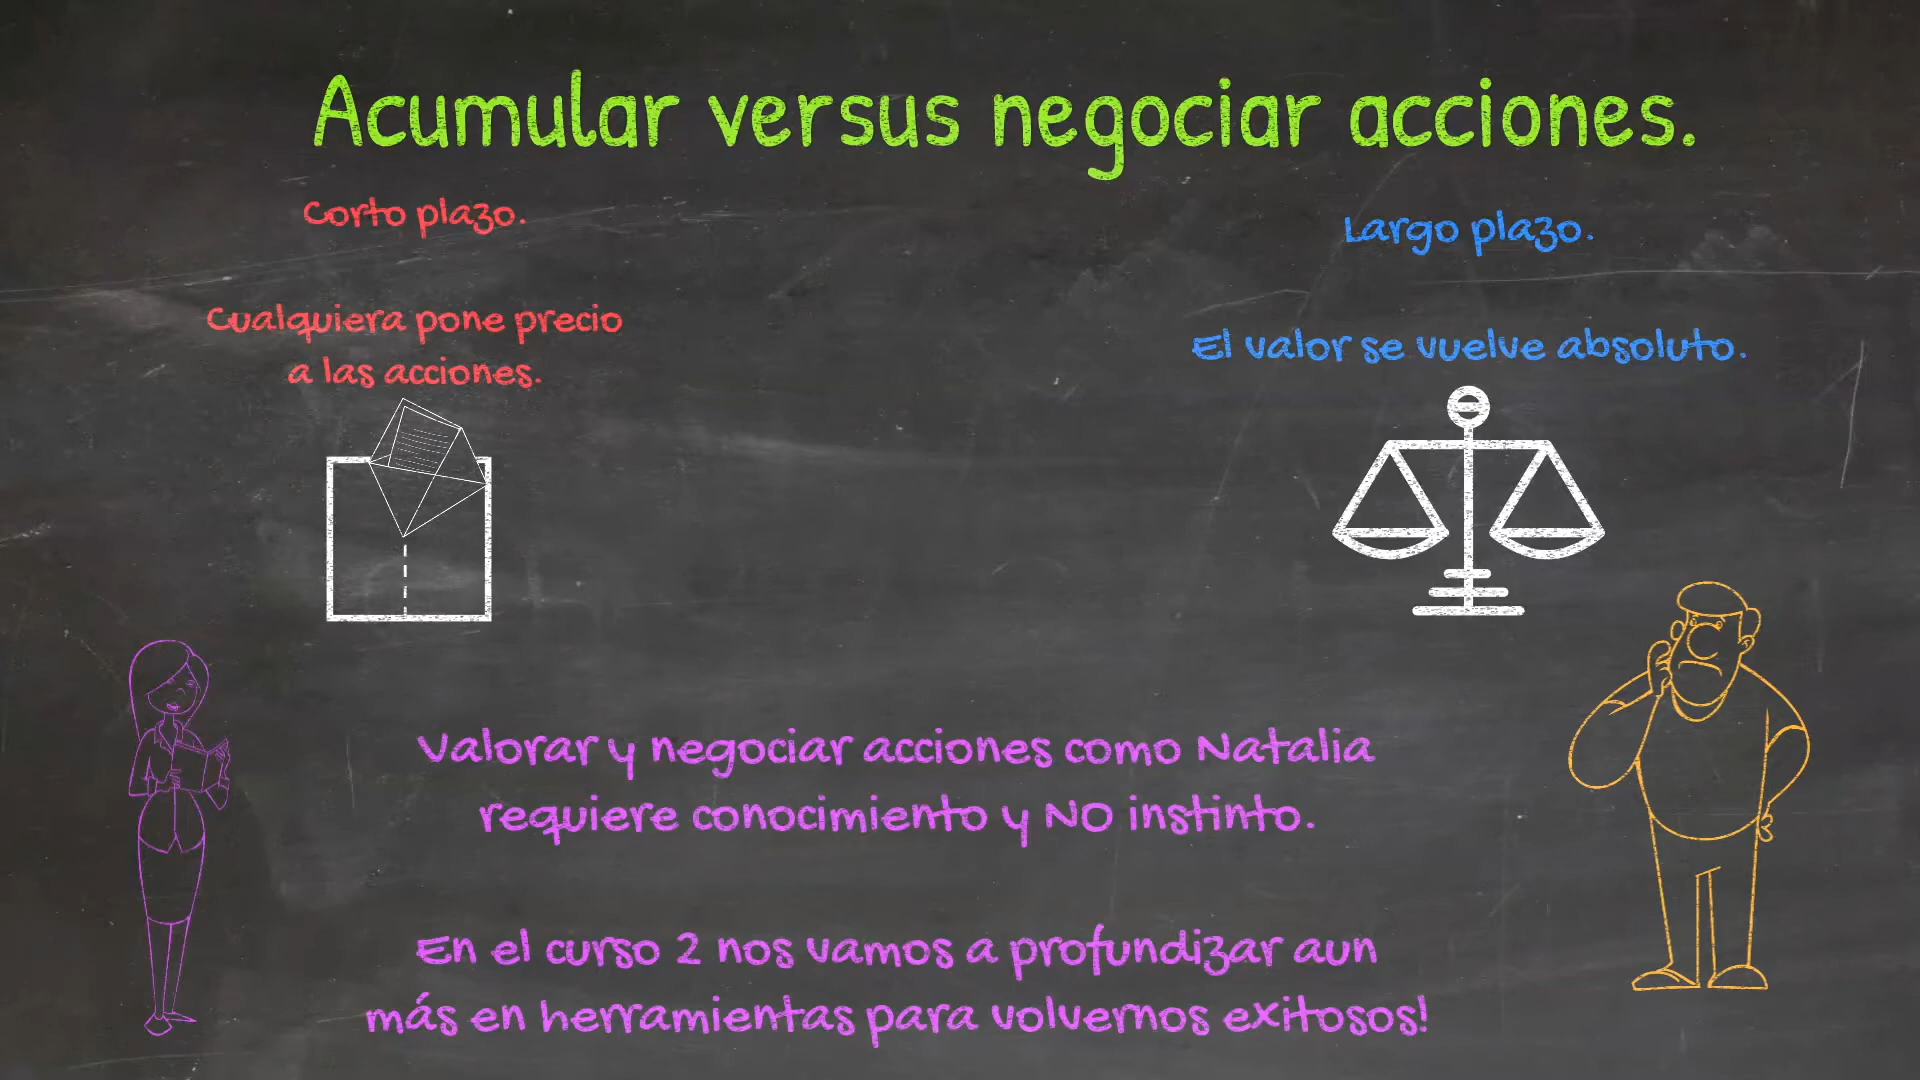 Acumular versus negociar acciones.
Corto plazo.
Largo plazo.
Cualquiera pone precio
a las acciones.
El valor se vuelve absoluto.
Valorar y negociar acciones como Natalia
requiere conocimiento y NO instinto.
En el curso 2 nos vamos a profundizar aun
más en herramientas para volvernos exitosos!